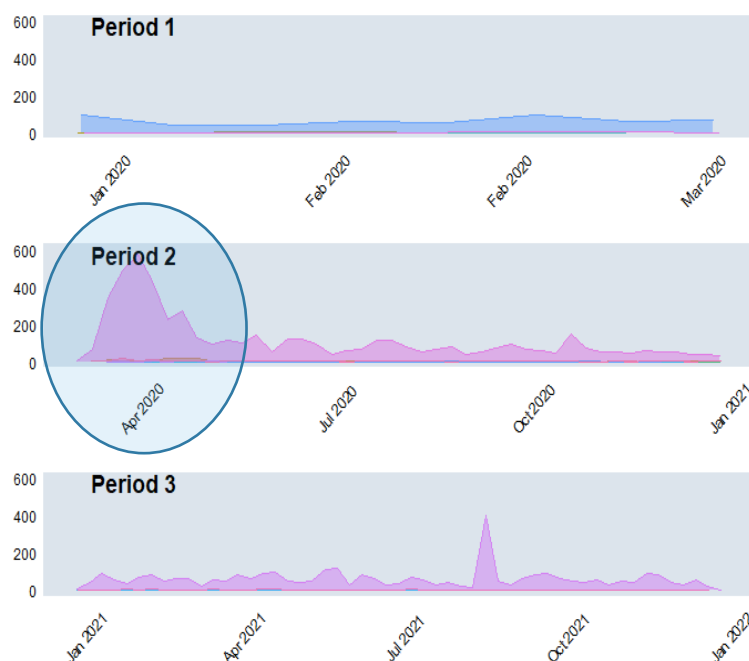 Period 1
600
400
200
0
Jan 2020
Feb 2020
Feb 2020
Mar 2020
Period 2
600
400
200
0
Apr 2020
Jul 2020
Oct 2020
Jan 2021
Period 3
600
400
200
0
Jan 2021
Apr 2021
Jul 2021
Oct 2021
Jan 2022